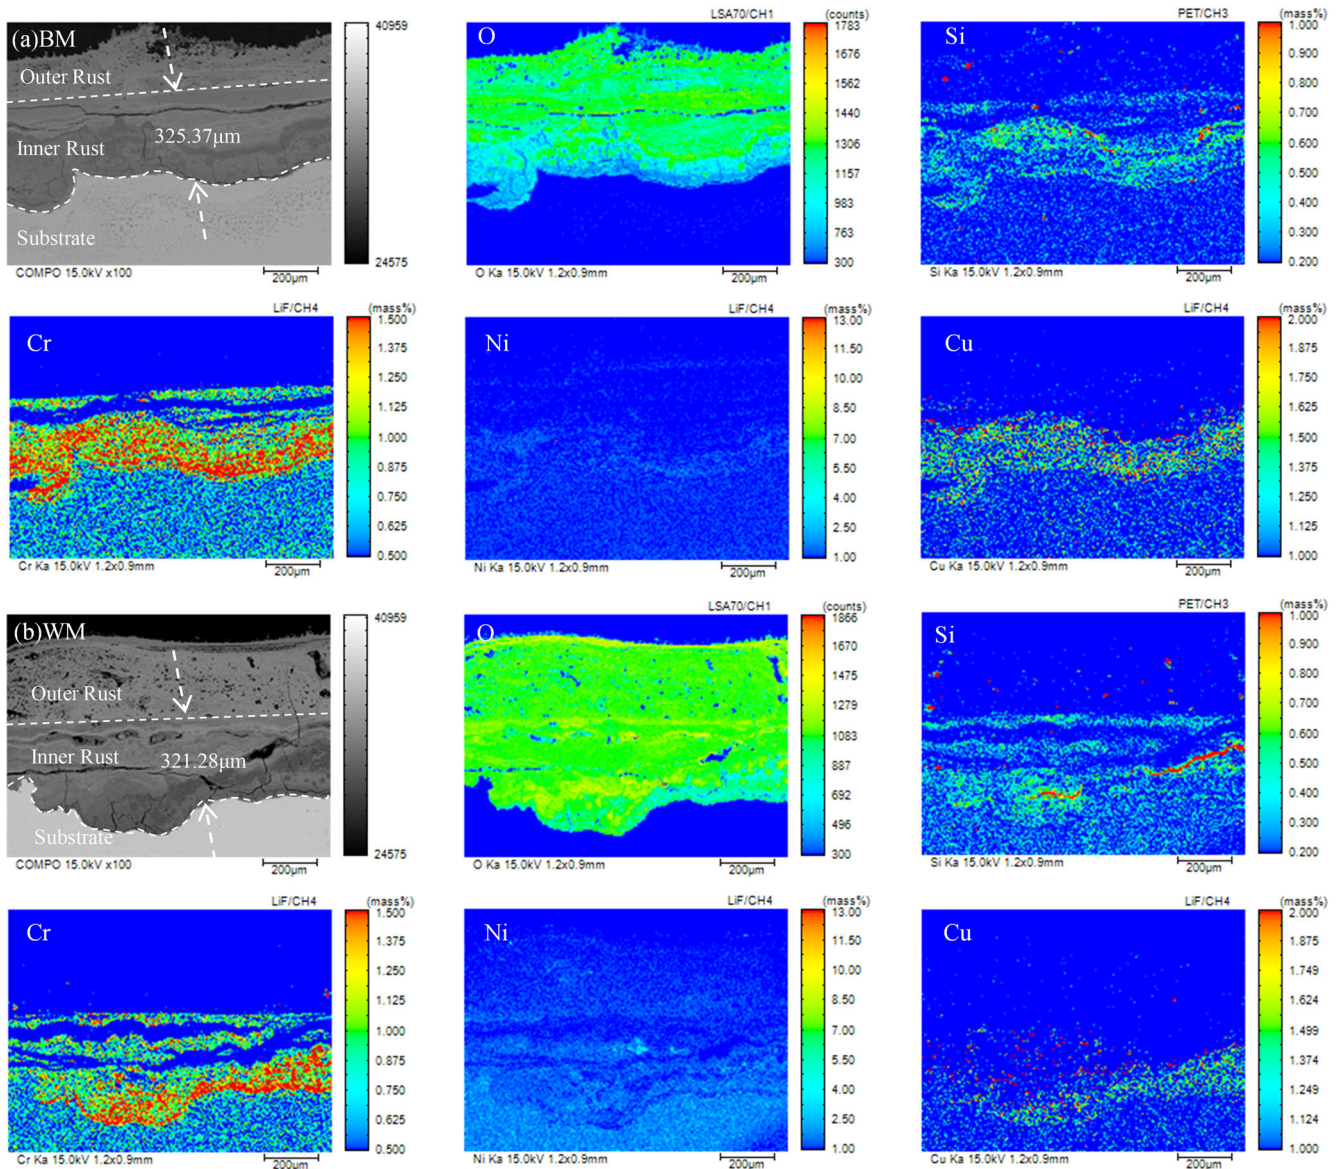 (a)BM
Outer Rust
325.37μm
Inner Rust
Substrate
COMPO 15.0kV x100
200μm
40959
24575
LSA70/CH1
(counts)
O
1783
1676
1562
1440
1306
1157
983
763
300
O Ka 15.0kV 1.2x0.9mm
200μm
PET/CH3
(mass%)
Si
1.000
0.900
0.800
0.700
0.600
0.500
0.400
0.300
0.200
Si Ka 15.0kV 1.2x0.9mm
200μm
LiF/CH4
(mass%)
Cr
1.500
1.375
1.250
1.125
1.000
0.875
0.750
0.625
0.500
Cr Ka 15.0kV 1.2x0.9mm
200μm
LiF/CH4
(mass%)
Ni
13.00
11.50
10.00
8.50
7.00
5.50
4.00
2.50
1.00
Ni Ka 15.0kV 1.2x0.9mm
200μm
LiF/CH4
(mass%)
Cu
2.000
1.875
1.750
1.625
1.500
1.375
1.250
1.125
1.000
Cu Ka 15.0kV 1.2x0.9mm
200μm
(b)WM
Outer Rust
Inner Rust
321.28μm
Substrate
COMPO 15.0kV x100
200μm
40959
24575
LSA70/CH1
(counts)
O
1866
1670
1475
1279
1083
887
692
496
300
O Ka 15.0kV 1.2x0.9mm
200μm
PET/CH3
(mass%)
Si
1.000
0.900
0.800
0.700
0.600
0.500
0.400
0.300
0.200
Si Ka 15.0kV 1.2x0.9mm
200μm
LiF/CH4
(mass%)
Cr
1.500
1.375
1.250
1.125
1.000
0.875
0.750
0.625
0.500
Cr Ka 15.0kV 1.2x0.9mm
200μm
LiF/CH4
(mass%)
Ni
13.00
11.50
10.00
8.50
7.00
5.50
4.00
2.50
1.00
Ni Ka 15.0kV 1.2x0.9mm
200μm
LiF/CH4
(mass%)
Cu
2.000
1.875
1.749
1.624
1.499
1.374
1.249
1.124
1.000
Cu Ka 15.0kV 1.2x0.9mm
200μm